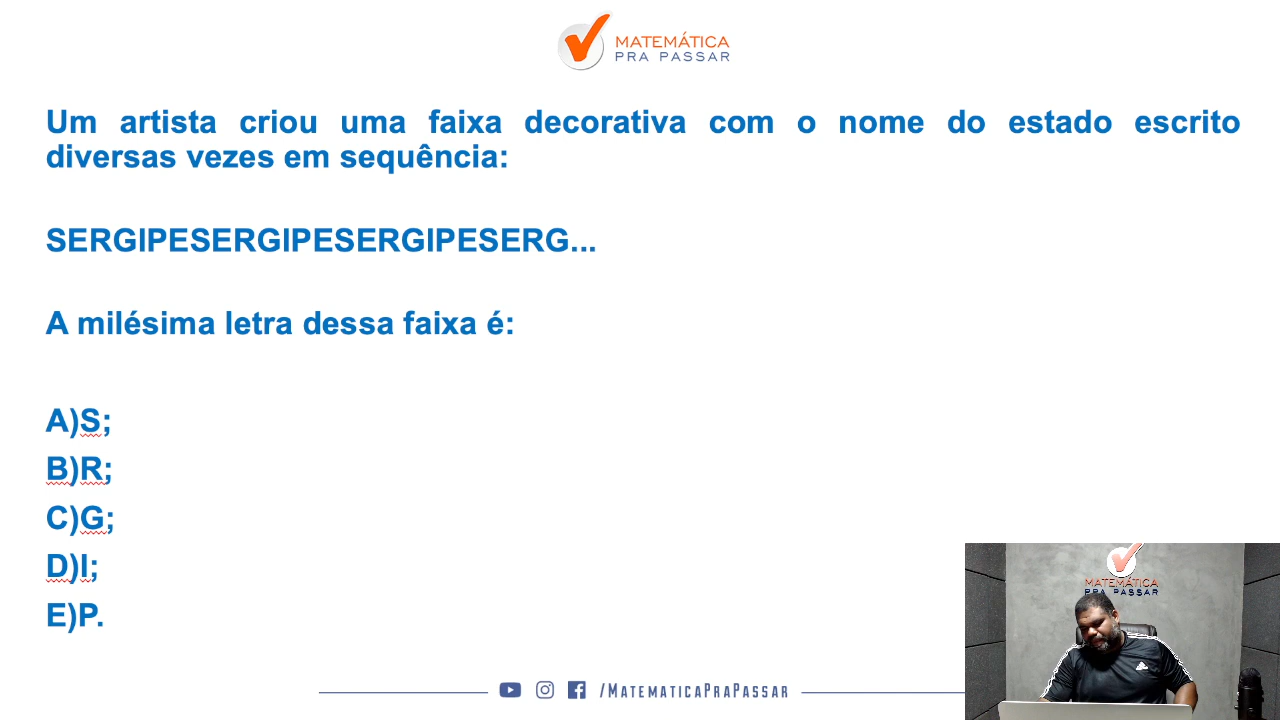 MATEMÁTICA
PRA PASSAR
Um artista criou uma faixa decorativa com o nome do estado escrito
diversas vezes em sequência:
SERGIPESERGIPESERGIPESERG...
A milésima letra dessa faixa é:
A)S;
B)R;
C)G;
D)I;
E)P.
MATEMÁTICA
PRA PASSAR
/MATEMATICAPRAPASSAR